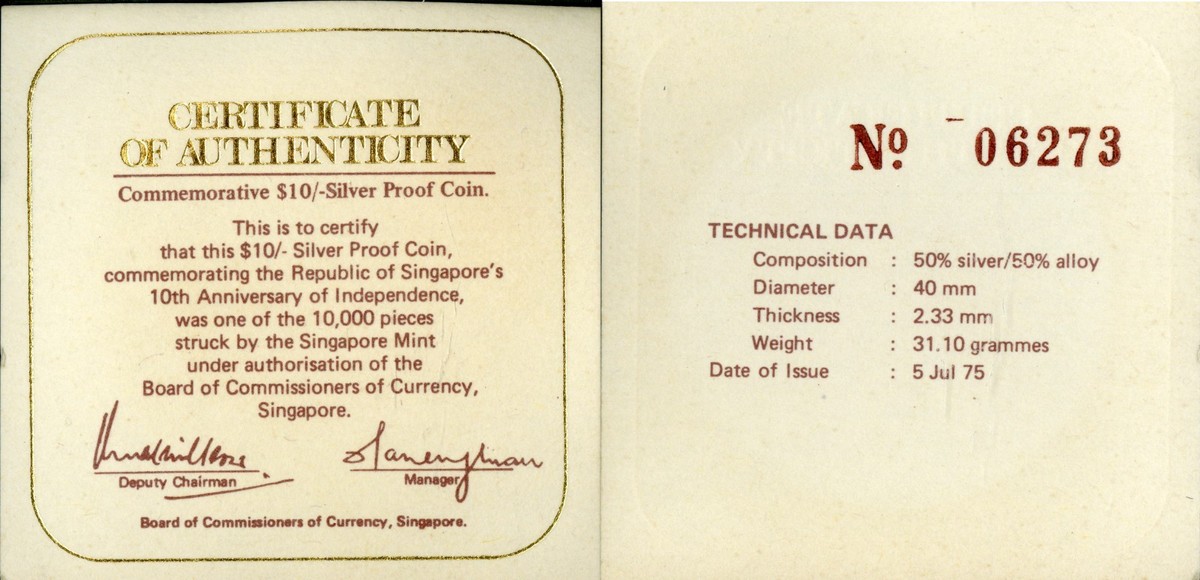 CERTIFICATE
OF AUTHENTICITY
Commemorative $10/-Silver Proof Coin.
This is to certify
that this $10/- Silver Proof Coin,
commemorating the Republic of Singapore's
10th Anniversary of Independence,
was one of the 10,000 pieces
struck by the Singapore Mint
under authorisation of the
Board of Commissioners of Currency,
Singapore.
Deputy Chairman
Manager
Board of Commissioners of Currency, Singapore.
Nº 06273
TECHNICAL DATA
Composition : 50% silver/50% alloy
Diameter : 40 mm
Thickness : 2.33 mm
Weight : 31.10 grammes
Date of Issue : 5 Jul 75